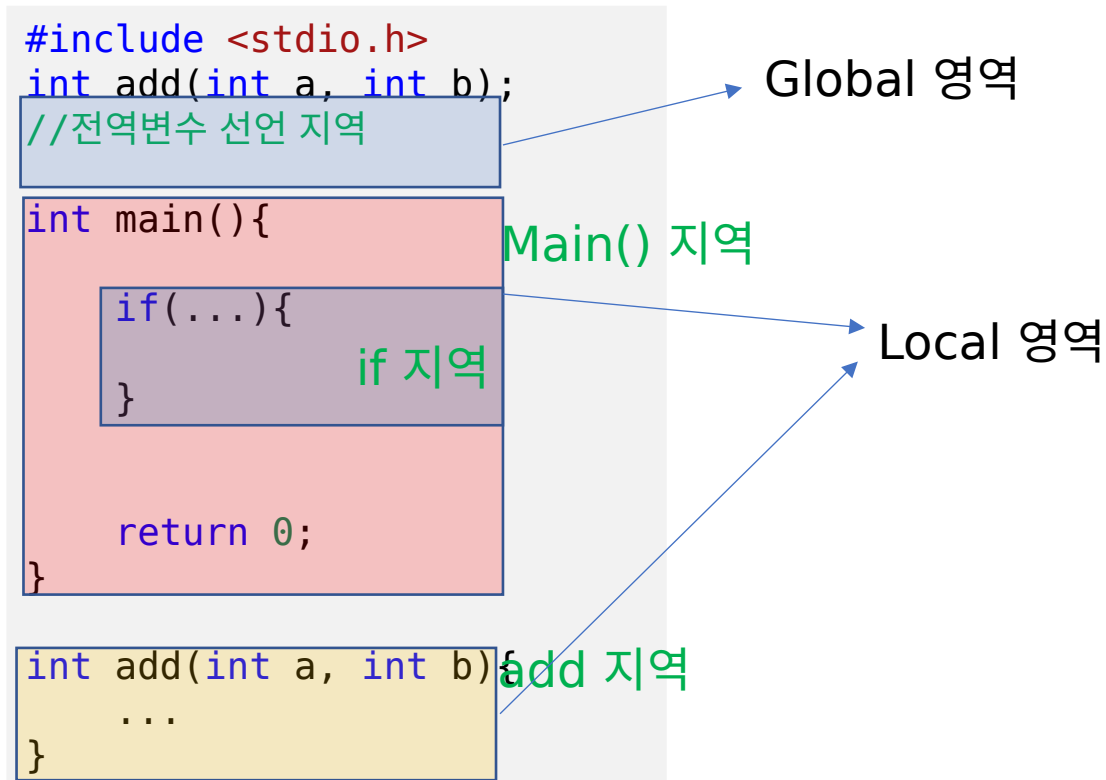 #include <stdio.h>
int add(int a, int b);
Global 영역
//전역변수 선언 지역
int main(){
Main() 지역
if(...){
Local 영역
if 지역
}
return 0;
}
int add(int a, int b){
add 지역
...
}